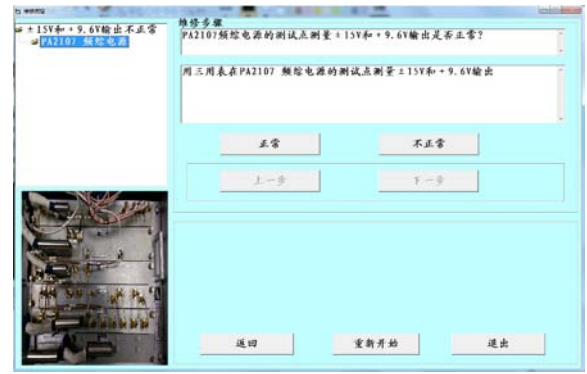 维修流程
±15V和+9.6V输出不正常
PA2107 频综电源
维修步骤
PA2107频综电源的测试点测量±15V和+9.6V输出是否正常?
用三用表在PA2107 频综电源的测试点测量±15V和+9.6V输出
正常
不正常
上一步
下一步
返回
重新开始
退出